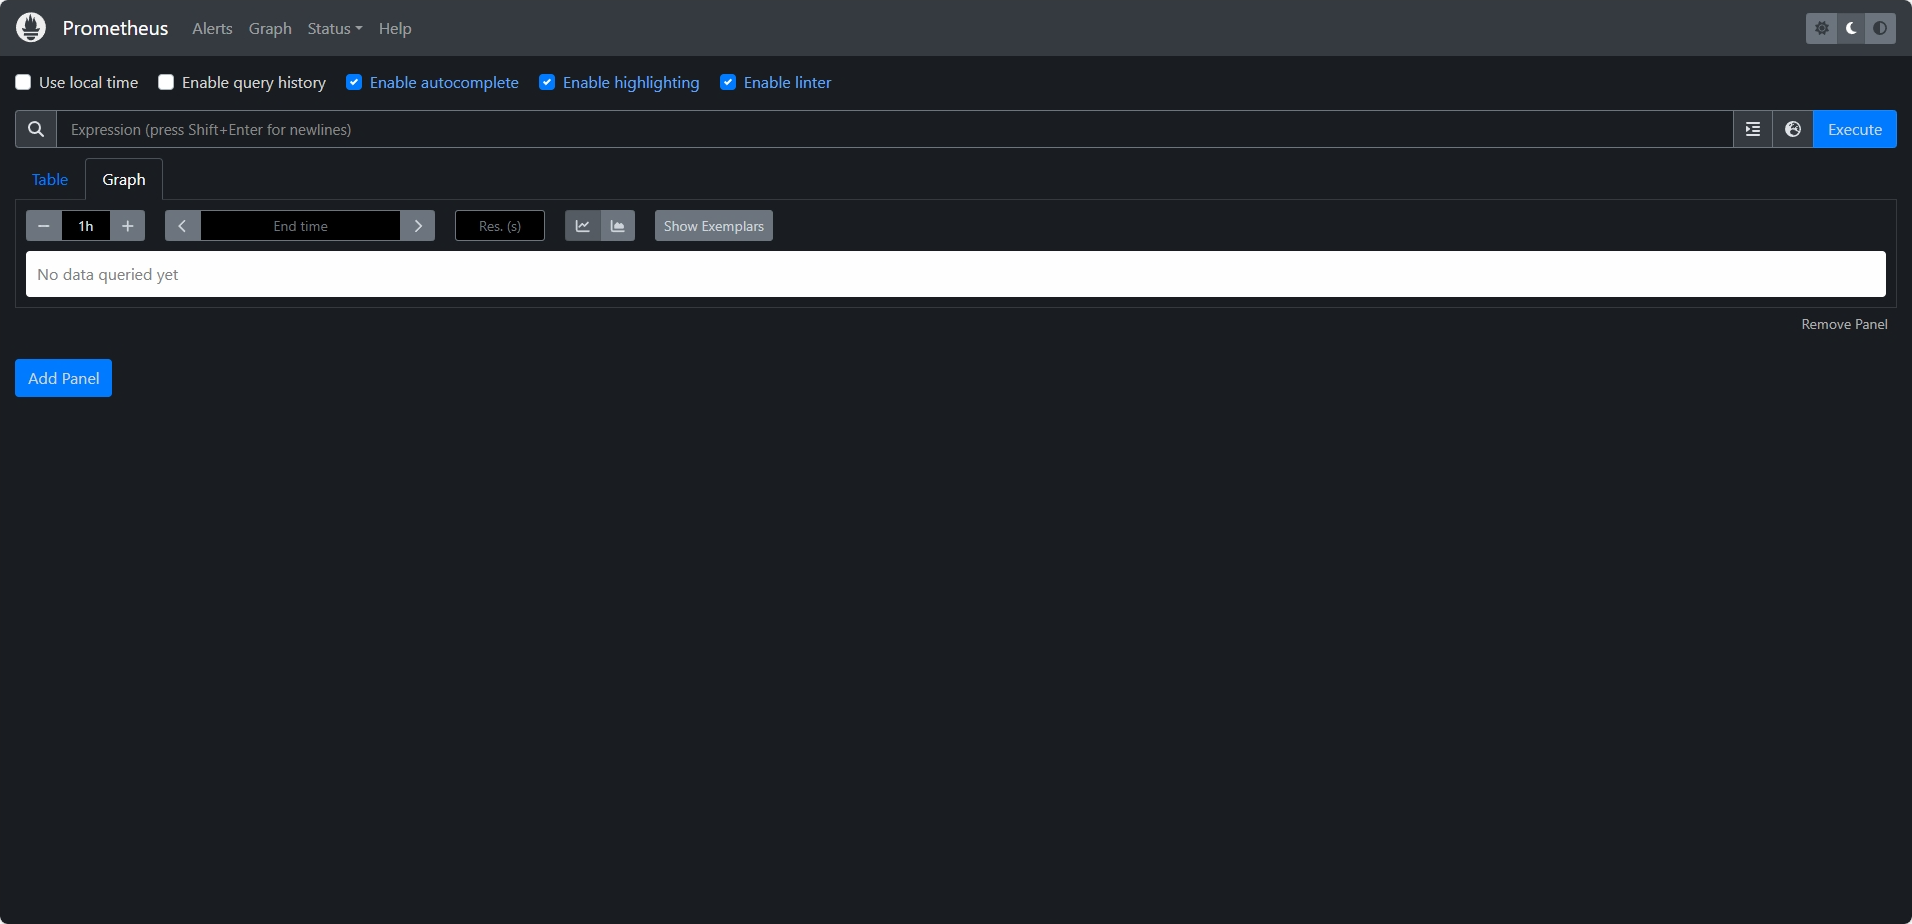 Prometheus Alerts Graph Status Help
Use local time Enable query history Enable autocomplete Enable highlighting Enable linter
Expression (press Shift+Enter for newlines) Execute
Table Graph
1h End time Res. (s) Show Exemplars
No data queried yet
Remove Panel
Add Panel